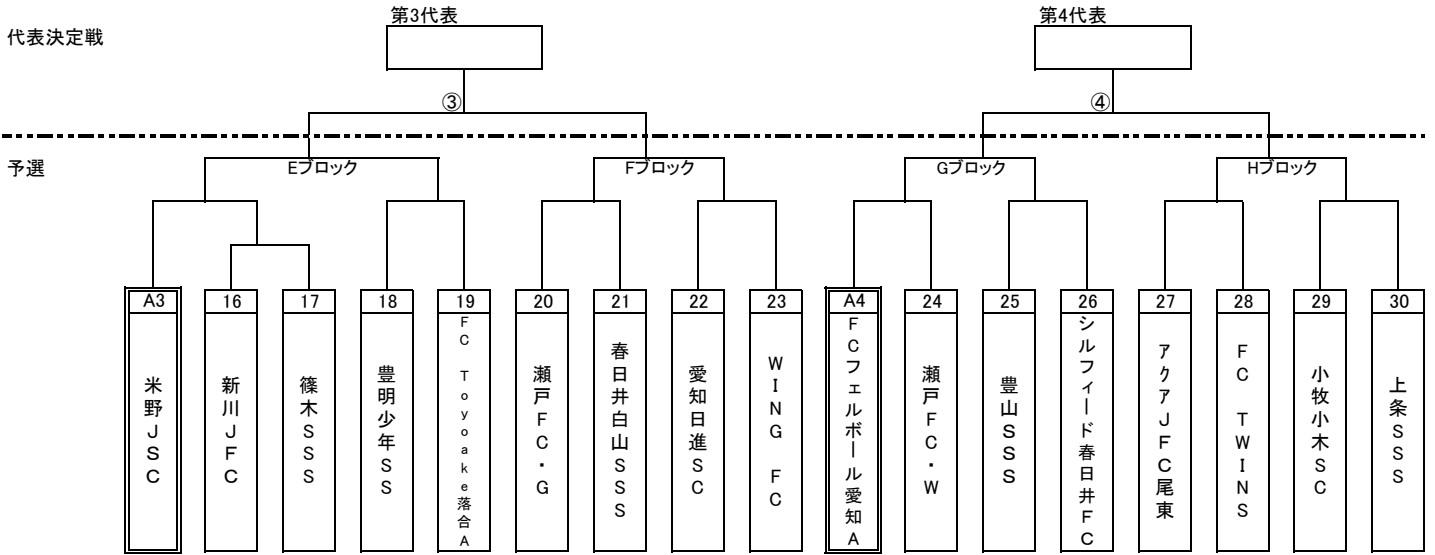 第3代表
第4代表
代表決定戦
③
④
予選
Eブロック
Fブロック
Gブロック
Hブロック
A3
16
17
18
19
20
21
22
23
A4
24
25
26
27
28
29
30
米野JSC
新川JFC
篠木SSS
豊明少年SS
FC Toyoake落合A
瀬戸FC・G
春日井白山SSS
愛知日進SC
WING FC
FCフェルボール愛知A
瀬戸FC・W
豊山SSS
シルフィード春日井FC
アクアJFC尾東
FC TWINS
小牧小木SC
上条SSS